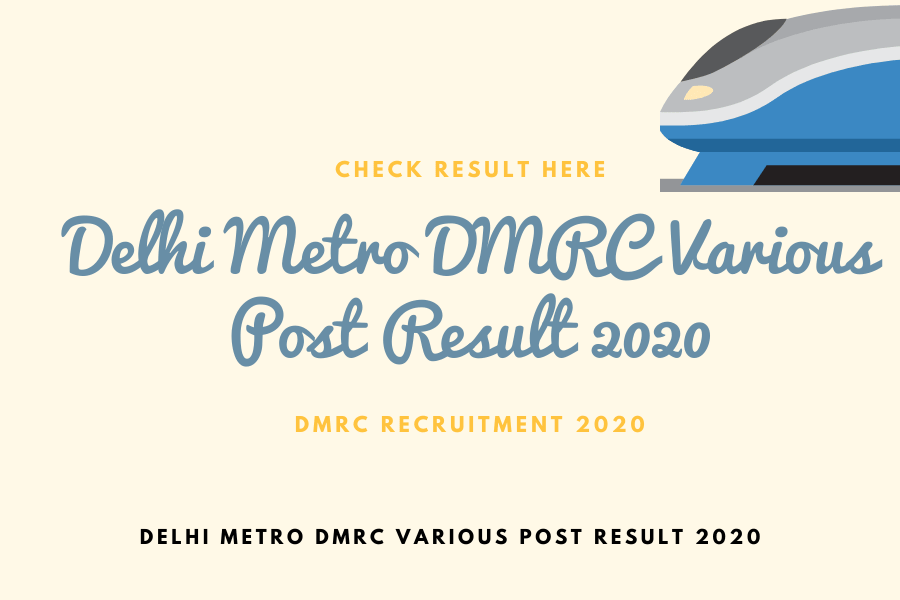 CHECK RESULT HERE
Delhi Metro DMRC Various
Post Result 2020
DMRC RECRUITMENT 2020
DELHI METRO DMRC VARIOUS POST RESULT 2020